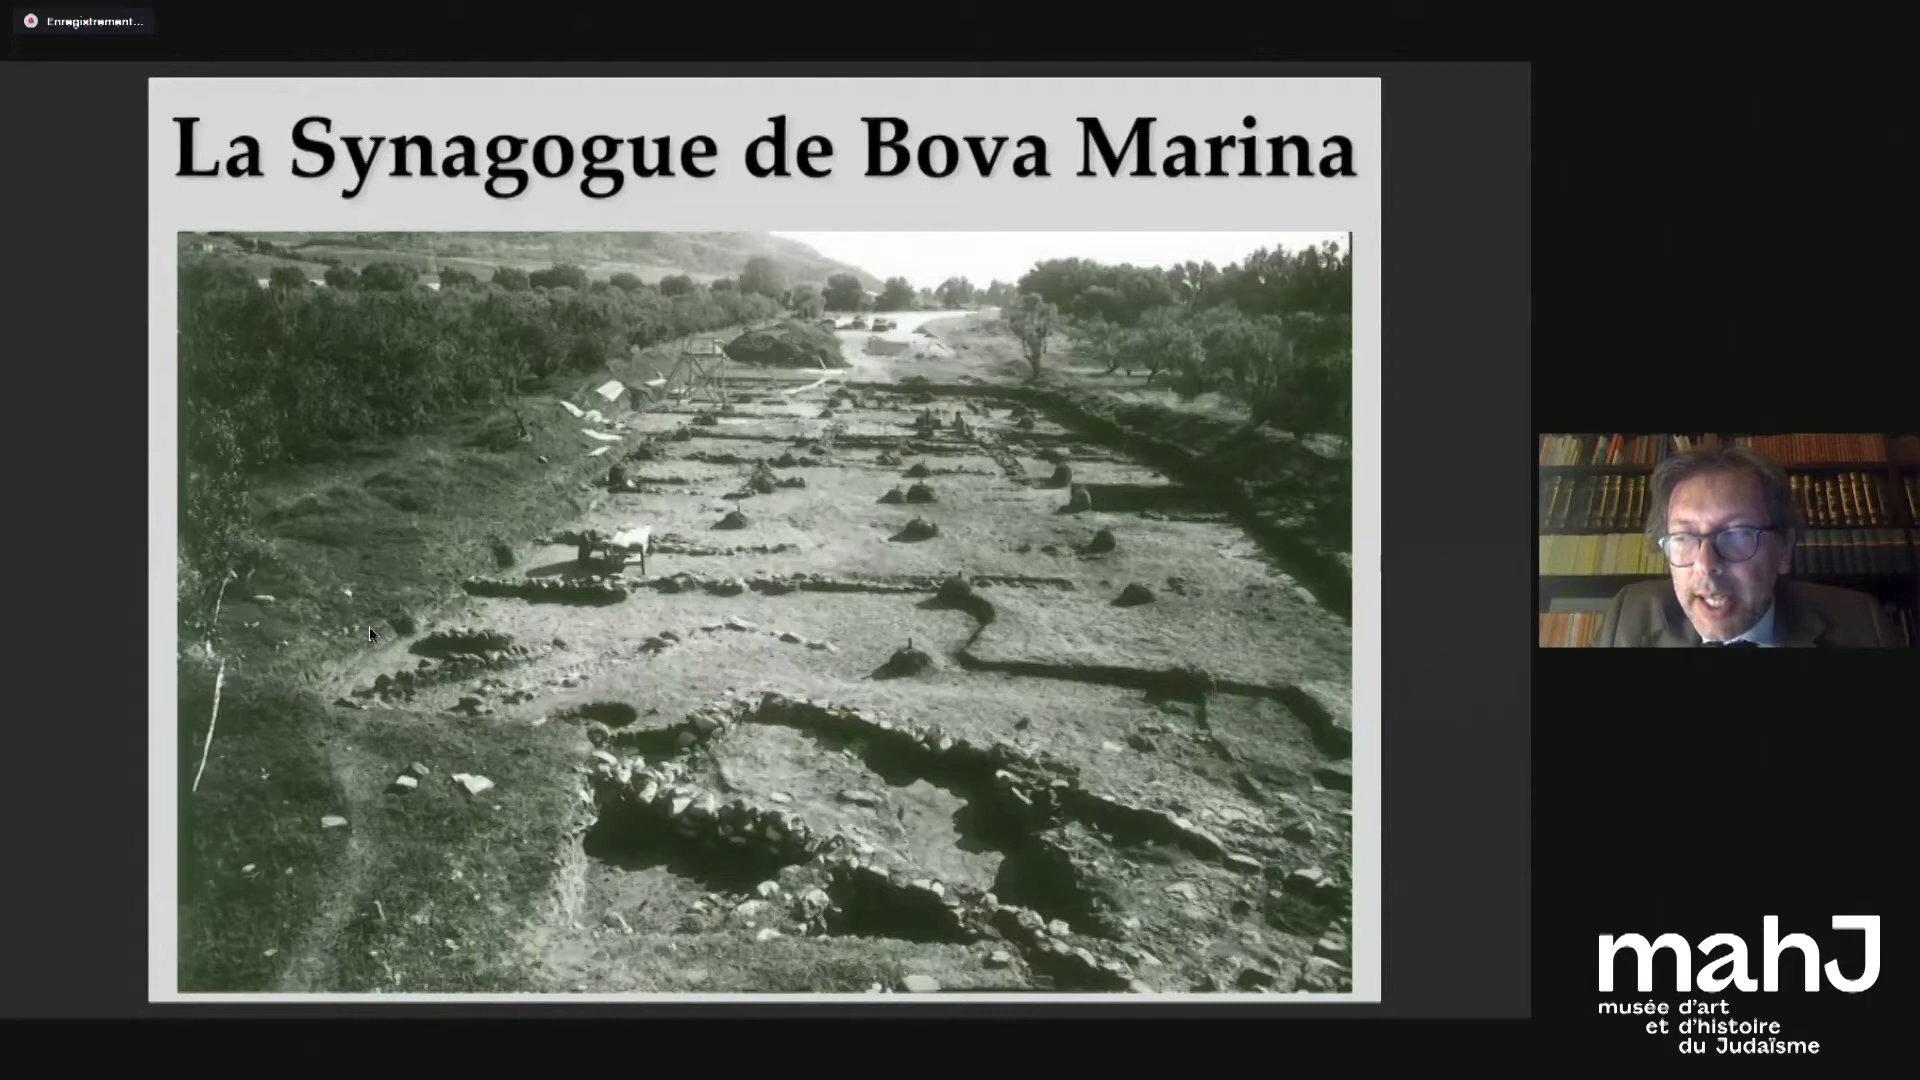 Enregistrement...
La Synagogue de Bova Marina
mahJ
musée d'art
et d'histoire
du Judaïsme